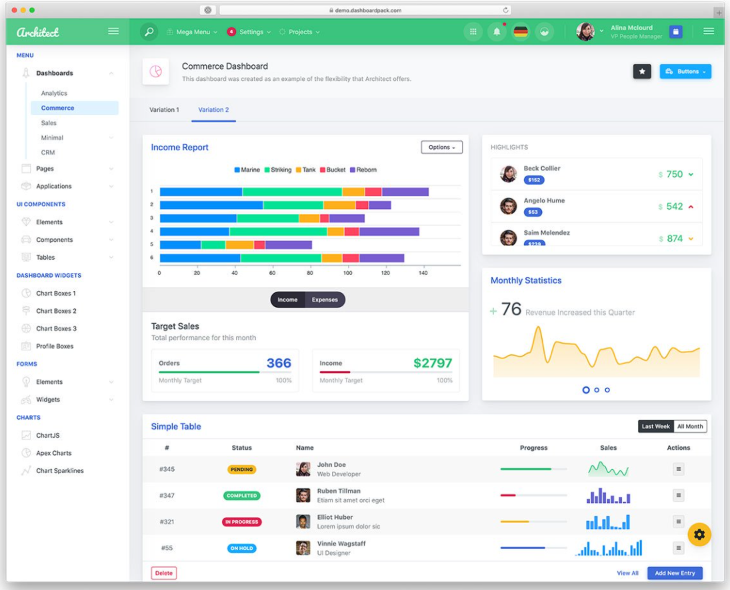 demo.dashboardpack.com
Architect
Mega Menu
4 Settings
Projects
Alina Mclourd
VP People Manager
MENU
Dashboards
Analytics
Commerce
Sales
Minimal
CRM
Pages
Applications
UI COMPONENTS
Elements
Components
Tables
DASHBOARD WIDGETS
Chart Boxes 1
Chart Boxes 2
Chart Boxes 3
Profile Boxes
FORMS
Elements
Widgets
CHARTS
ChartJS
Apex Charts
Chart Sparklines
Commerce Dashboard
This dashboard was created as an example of the flexibility that Architect offers.
Buttons
Variation 1 Variation 2
Income Report
Options
Marine Striking Tank Bucket Reborn
1
2
3
4
5
6
0 20 40 60 80 100 120 140
Income Expenses
Target Sales
Total performance for this month
Orders 366
Monthly Target 100%
Income $2797
Monthly Target 100%
HIGHLIGHTS
Beck Collier
$152
$ 750
Angelo Hume
$53
$ 542
Saim Melendez
$239
$ 874
Monthly Statistics
+ 76 Revenue Increased this Quarter
Simple Table
Last Week All Month
# Status Name Progress Sales Actions
#345 PENDING John Doe
Web Developer
#347 COMPLETED Ruben Tillman
Etiam sit amet orci eget
#321 IN PROGRESS Elliot Huber
Lorem ipsum dolor sic
#55 ON HOLD Vinnie Wagstaff
UI Designer
Delete
View All
Add New Entry